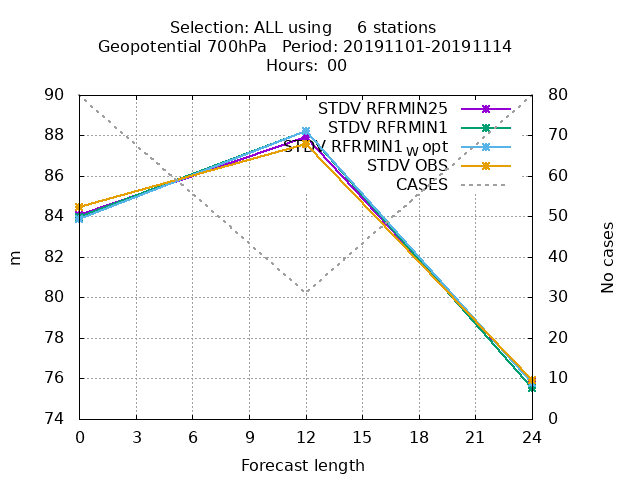 Selection: ALL using 6 stations
Geopotential 700hPa Period: 20191101-20191114
Hours: 00
90 80
STDV RFRMIN25
88 70
STDV RFRMIN1
STDV RFRMIN1 W opt
STDV OBS
86 60
CASES
84 50
82 40
m
No cases
80 30
78 20
76 10
74 0
0 3 6 9 12 15 18 21 24
Forecast length